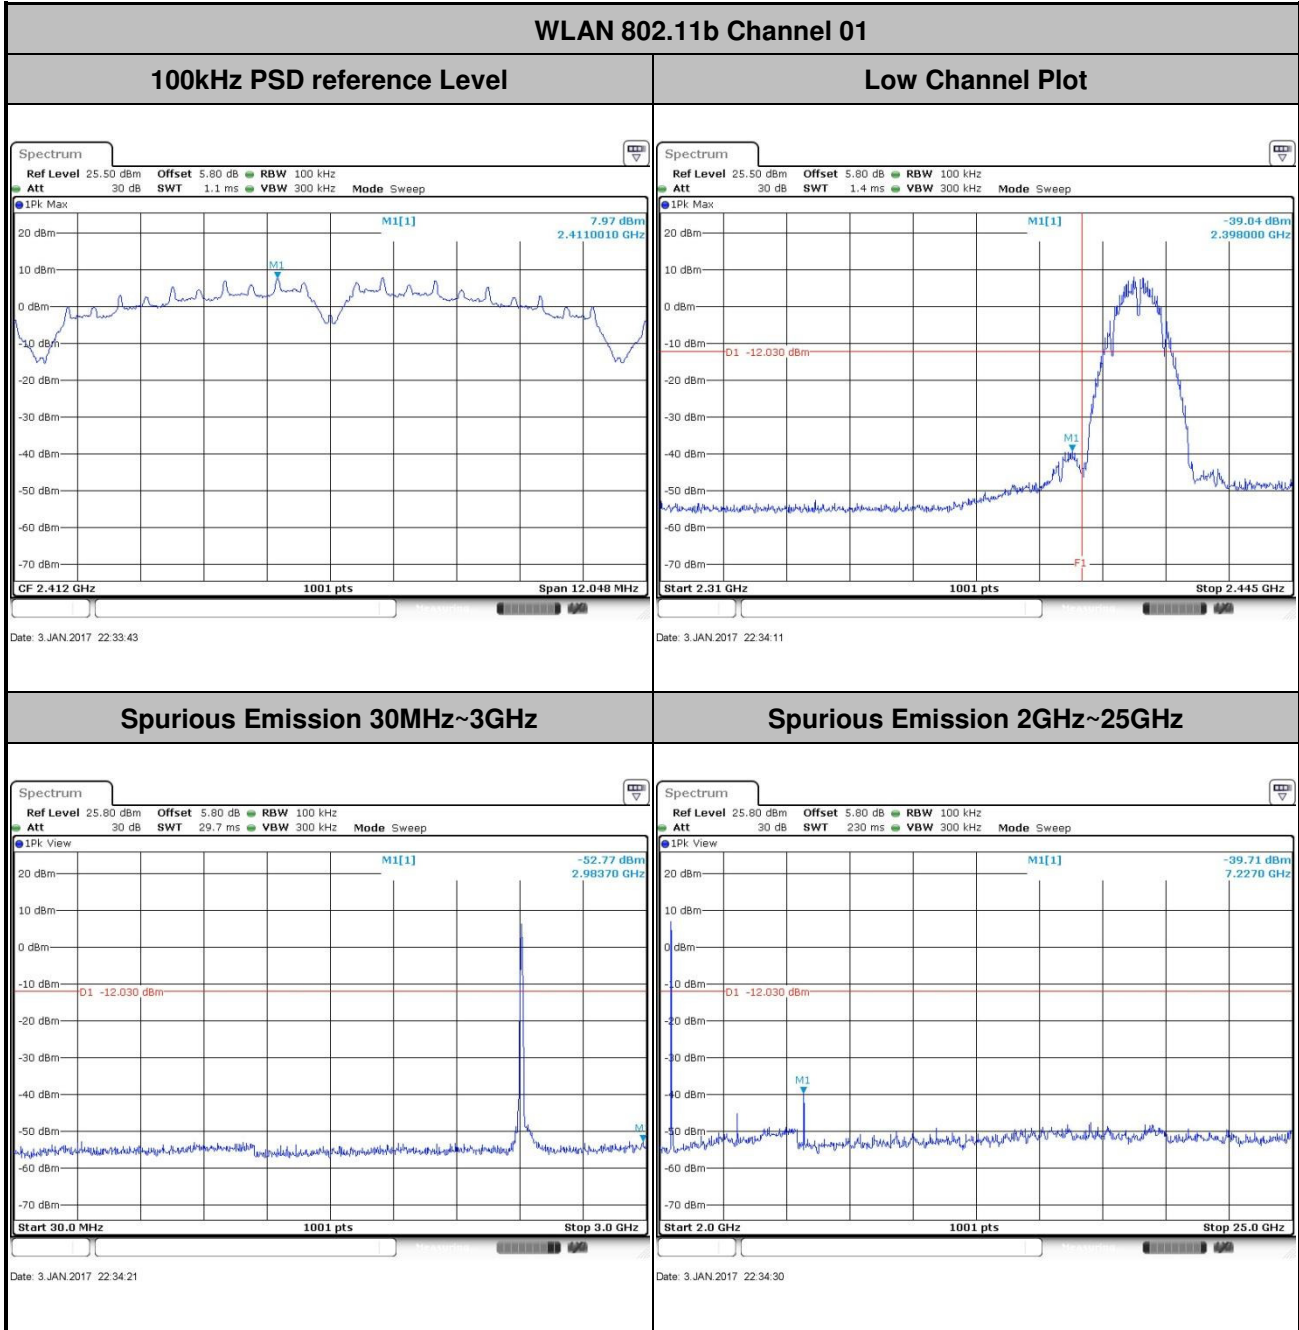 WLAN 802.11b Channel 01
100kHz PSD reference Level
Low Channel Plot
Spectrum
Ref Level 25.50 dBm Offset 5.80 dB RBW 100 kHz
Att 30 dB SWT 1.1 ms VBW 300 kHz Mode Sweep
1Pk Max
M1[1] 7.97 dBm
2.4110010 GHz
20 dBm
M1
10 dBm
0 dBm
-10 dBm
-20 dBm
-30 dBm
-40 dBm
-50 dBm
-60 dBm
-70 dBm
CF 2.412 GHz 1001 pts Span 12.048 MHz
Date: 3.JAN.2017 22:33:43
Spectrum
Ref Level 25.50 dBm Offset 5.80 dB RBW 100 kHz
Att 30 dB SWT 1.4 ms VBW 300 kHz Mode Sweep
1Pk Max
M1[1] -39.04 dBm
2.398000 GHz
20 dBm
10 dBm
0 dBm
-10 dBm
D1 -12.030 dBm
-20 dBm
-30 dBm
M1
-40 dBm
-50 dBm
-60 dBm
-70 dBm
F1
Start 2.31 GHz 1001 pts Stop 2.445 GHz
Date: 3.JAN.2017 22:34:11
Spurious Emission 30MHz~3GHz
Spurious Emission 2GHz~25GHz
Spectrum
Ref Level 25.80 dBm Offset 5.80 dB RBW 100 kHz
Att 30 dB SWT 29.7 ms VBW 300 kHz Mode Sweep
1Pk View
M1[1] -52.77 dBm
2.98370 GHz
20 dBm
10 dBm
0 dBm
-10 dBm
D1 -12.030 dBm
-20 dBm
-30 dBm
-40 dBm
-50 dBm
-60 dBm
-70 dBm
Start 30.0 MHz 1001 pts Stop 3.0 GHz
Date: 3.JAN.2017 22:34:21
Spectrum
Ref Level 25.80 dBm Offset 5.80 dB RBW 100 kHz
Att 30 dB SWT 230 ms VBW 300 kHz Mode Sweep
1Pk View
M1[1] -39.71 dBm
7.2270 GHz
20 dBm
10 dBm
0 dBm
-10 dBm
D1 -12.030 dBm
-20 dBm
-30 dBm
M1
-40 dBm
-50 dBm
-60 dBm
-70 dBm
Start 2.0 GHz 1001 pts Stop 25.0 GHz
Date: 3.JAN.2017 22:34:30